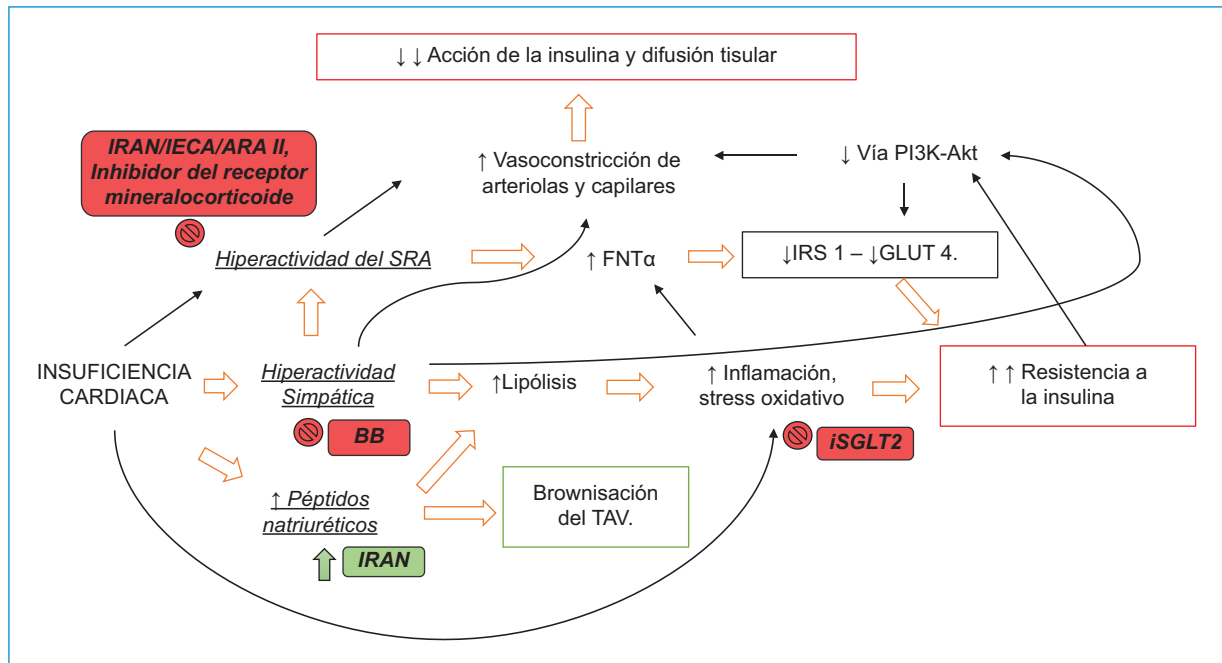 ↓ ↓ Acción de la insulina y difusión tisular
IRAN/IECA/ARA II,
Inhibidor del receptor
mineralocorticoide
↑ Vasoconstricción de
arteriolas y capilares
↓ Vía PI3K-Akt
Hiperactividad del SRA
↑ FNTα
↓IRS 1 – ↓GLUT 4.
INSUFICIENCIA
CARDIACA
Hiperactividad
Simpática
BB
↑Lipólisis
↑ Inflamación,
stress oxidativo
iSGLT2
↑ ↑ Resistencia a
la insulina
↑ Péptidos
natriuréticos
IRAN
Brownisación
del TAV.